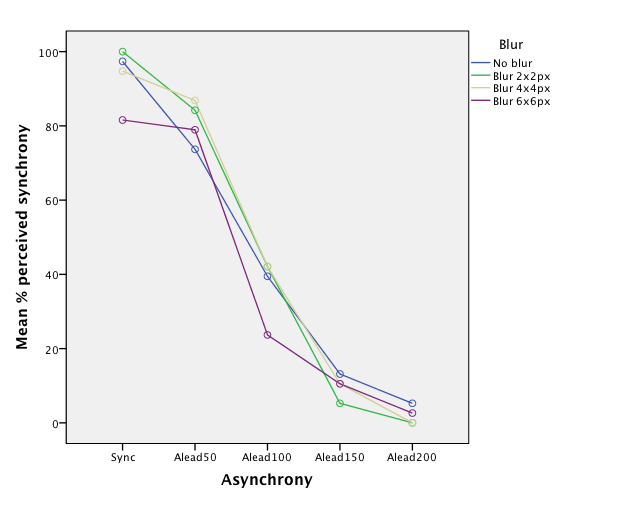 Blur
No blur
Blur 2x2px
Blur 4x4px
Blur 6x6px
Mean % perceived synchrony
100
80
60
40
20
0
Sync Alead50 Alead100 Alead150 Alead200
Asynchrony